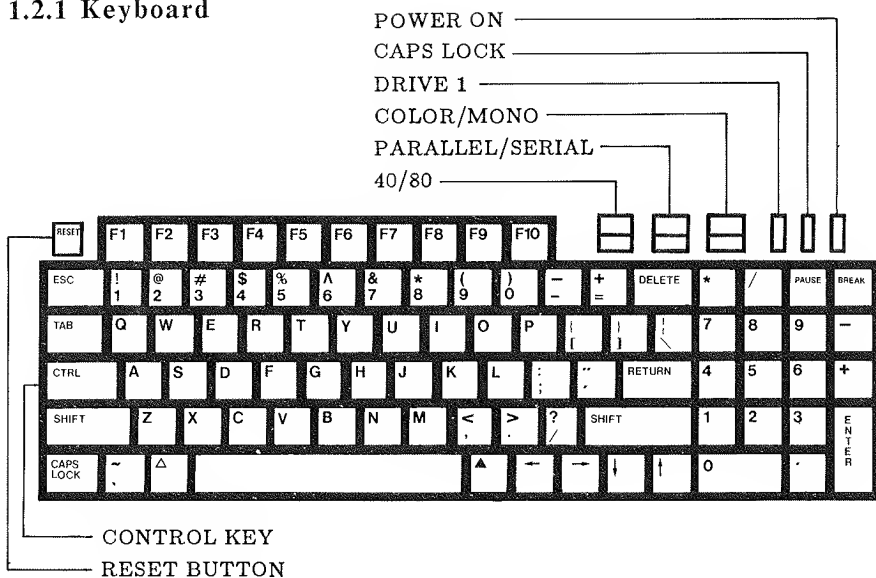 1.2.1 Keyboard
POWER ON
CAPS LOCK
DRIVE 1
COLOR/MONO
PARALLEL/SERIAL
40/80
RESET F1 F2 F3 F4 F5 F6 F7 F8 F9 F10
! @ # $ % Λ & * ( ) — + * /
ESC 1 2 3 4 5 6 7 8 9 0 – = DELETE PAUSE BREAK
TAB Q W E R T Y U I O P { } ¦ 7 8 9 –
[ ] \
CTRL A S D F G H J K L : " RETURN 4 5 6 +
; '
SHIFT Z X C V B N M < > ? SHIFT 1 2 3 ENTER
, . /
CAPS LOCK ~ △ ▲ ← → ↓ ↑ 0 .
`
CONTROL KEY
RESET BUTTON